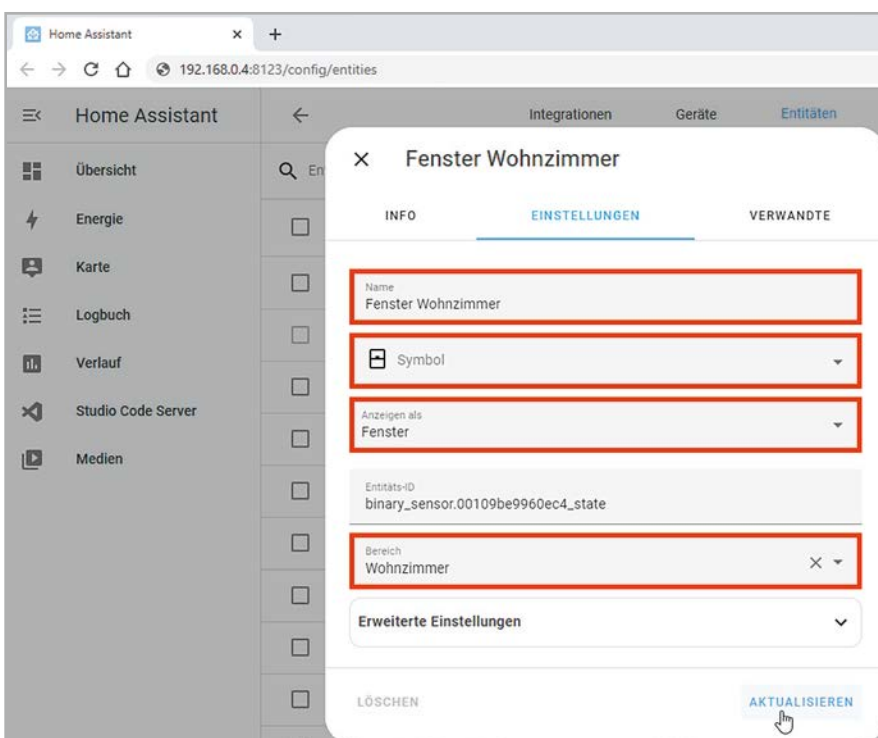 Home Assistant
192.168.0.4:8123/config/entities
Home Assistant
Integrationen Geräte Entitäten
Übersicht
Energie
Karte
Logbuch
Verlauf
Studio Code Server
Medien
Fenster Wohnzimmer
INFO EINSTELLUNGEN VERWANDTE
Name
Fenster Wohnzimmer
Symbol
Anzeigen als
Fenster
Entitäts-ID
binary_sensor.00109be9960ec4_state
Bereich
Wohnzimmer
Erweiterte Einstellungen
LÖSCHEN AKTUALISIEREN